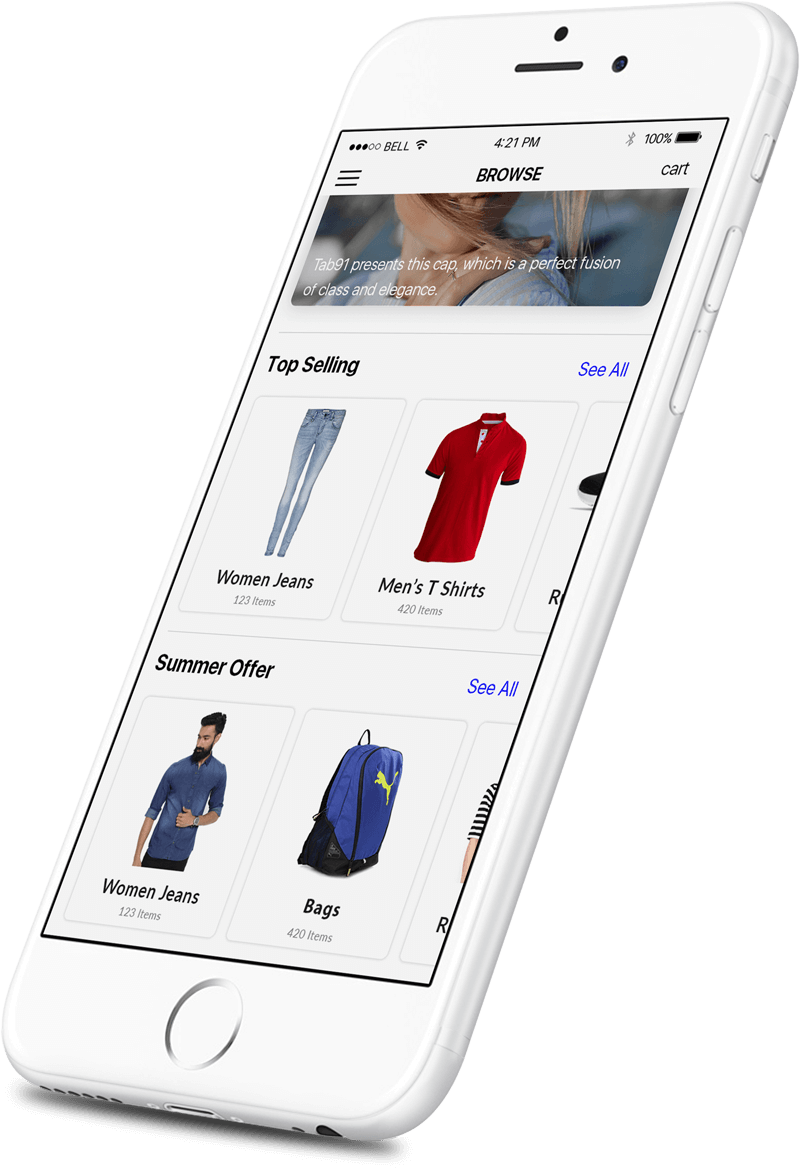 BELL 4:21 PM 100%
BROWSE cart
Tab91 presents this cap, which is a perfect fusion
of class and elegance.
Top Selling See All
Women Jeans
123 Items
Men's T Shirts
420 Items
R
Summer Offer See All
Women Jeans
123 Items
Bags
420 Items
R